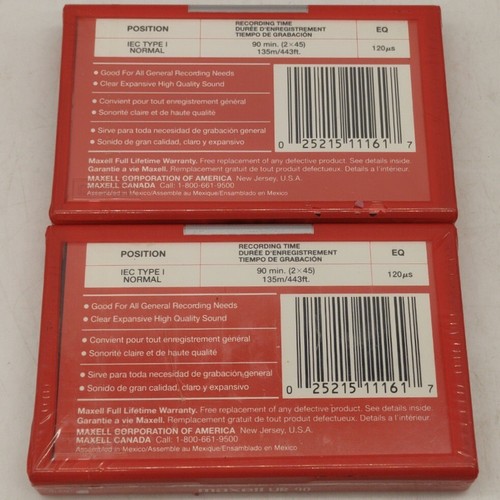 POSITION
RECORDING TIME
DURÉE D'ENREGISTREMENT
TIEMPO DE GRABACIÓN
EQ
IEC TYPE I
NORMAL
90 min. (2×45)
135m/443ft.
120µs
• Good For All General Recording Needs
• Clear Expansive High Quality Sound
• Convient pour tout enregistrement général
• Sonorité claire et de haute qualité
• Sirve para toda necesidad de grabación general
• Sonido de gran calidad, claro y expansivo
0 25215 11161 7
Maxell Full Lifetime Warranty. Free replacement of any defective product. See details inside.
Garantie a vie Maxell. Remplacement gratuit de tout produit defectueux. Details a l'intérieur.
MAXELL CORPORATION OF AMERICA New Jersey, U.S.A.
MAXELL CANADA Call: 1-800-661-9500
Assembled in Mexico/Assemble au Mexique/Ensamblado en Mexico
POSITION
RECORDING TIME
DURÉE D'ENREGISTREMENT
TIEMPO DE GRABACIÓN
EQ
IEC TYPE I
NORMAL
90 min. (2×45)
135m/443ft.
120µs
• Good For All General Recording Needs
• Clear Expansive High Quality Sound
• Convient pour tout enregistrement général
• Sonorité claire et de haute qualité
• Sirve para toda necesidad de grabación general
• Sonido de gran calidad, claro y expansivo
0 25215 11161 7
Maxell Full Lifetime Warranty. Free replacement of any defective product. See details inside.
Garantie a vie Maxell. Remplacement gratuit de tout produit defectueux. Details a l'intérieur.
MAXELL CORPORATION OF AMERICA New Jersey, U.S.A.
MAXELL CANADA Call: 1-800-661-9500
Assembled in Mexico/Assemble au Mexique/Ensamblado en Mexico
maxell UR 90